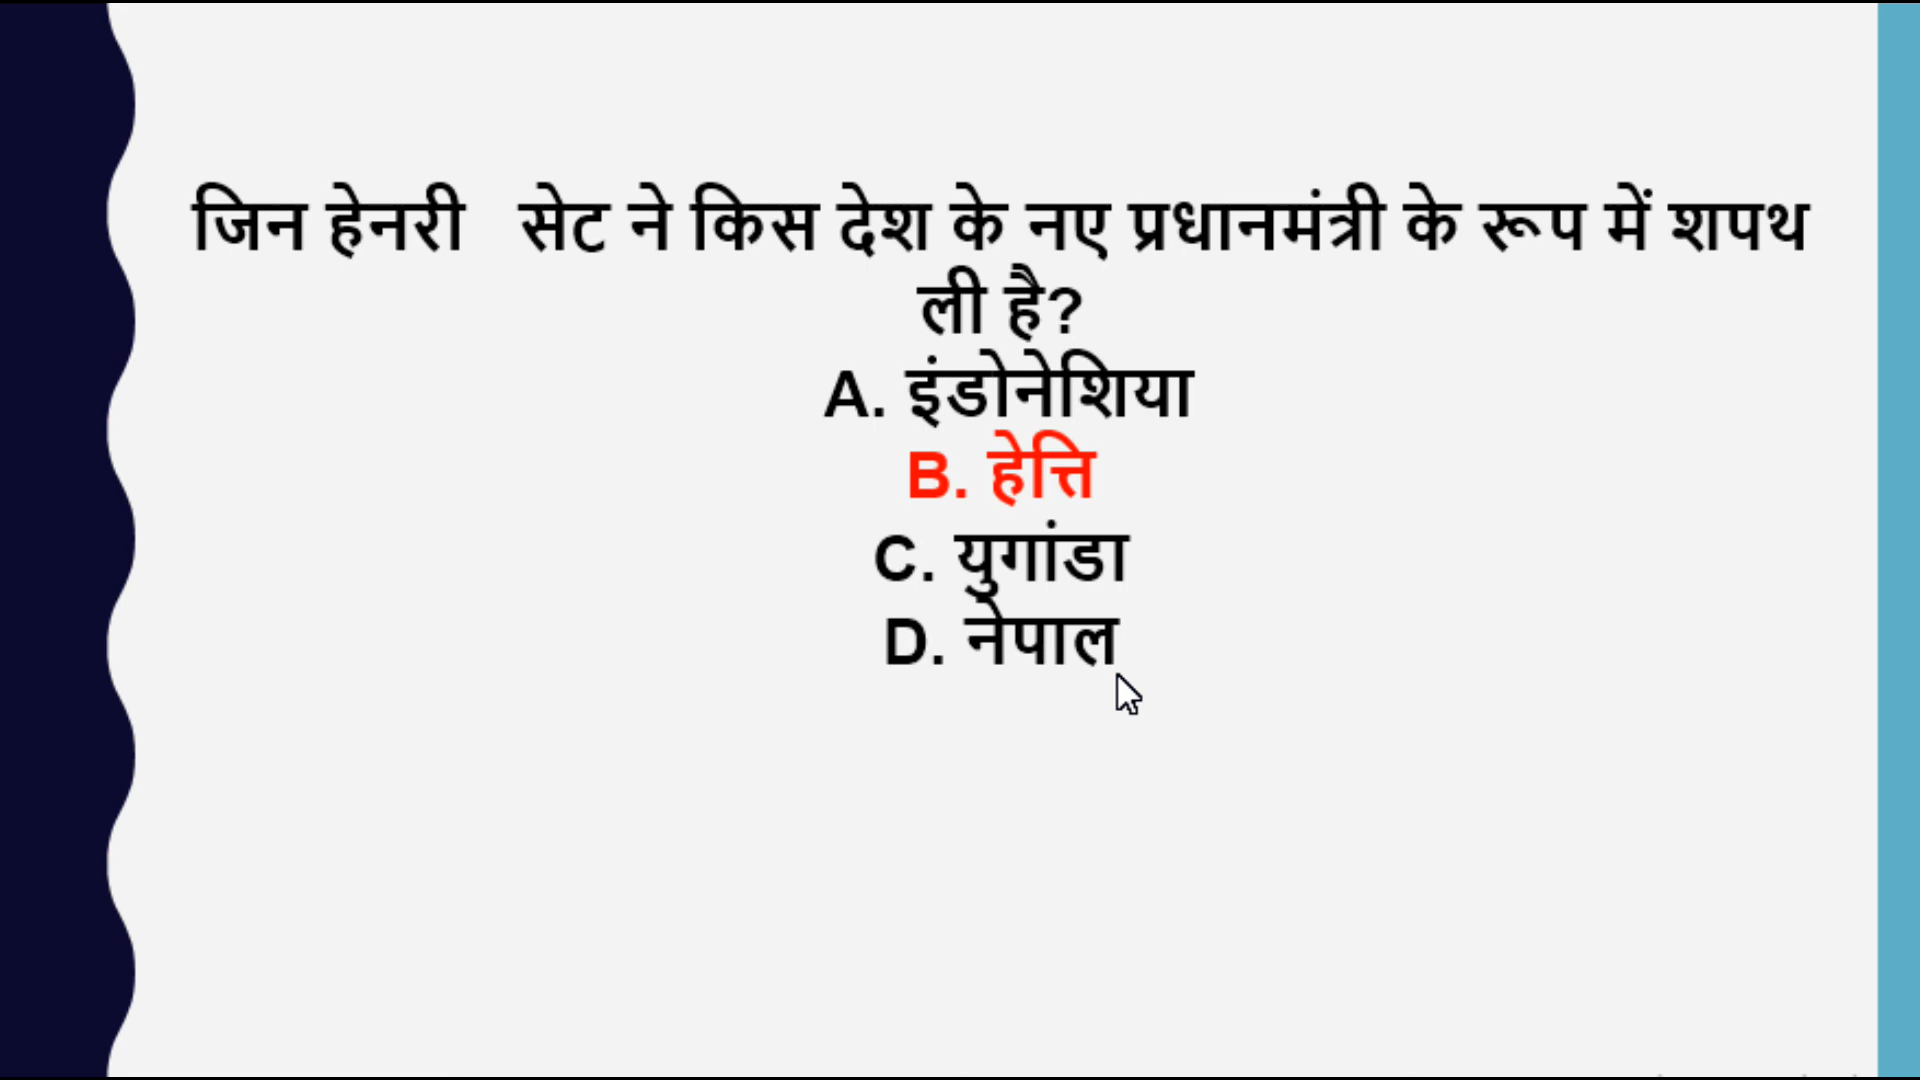 जिन हेनरी सेट ने किस देश के नए प्रधानमंत्री के रूप में शपथ
ली है?
A. इंडोनेशिया
B. हेत्ति
C. युगांडा
D. नेपाल